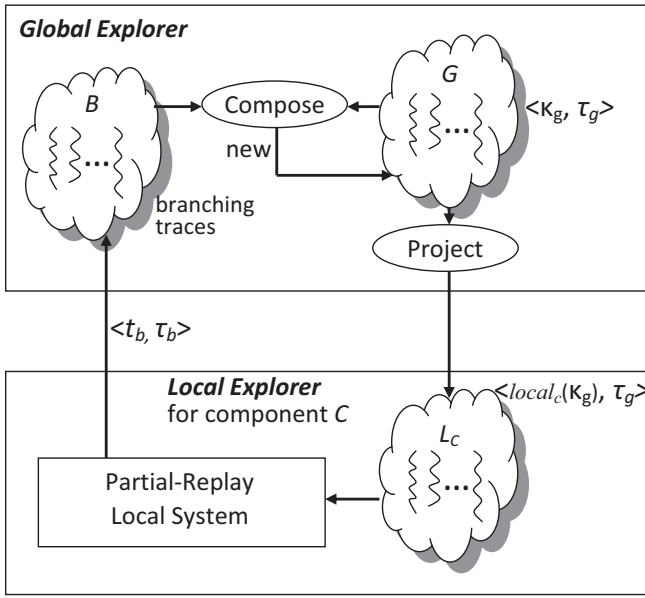 Global Explorer
B
...
Compose
G
...
<κg, τg>
new
branching
traces
Project
<tb, τb>
Local Explorer
for component C
<localc(κg), τg>
LC
...
Partial-Replay
Local System